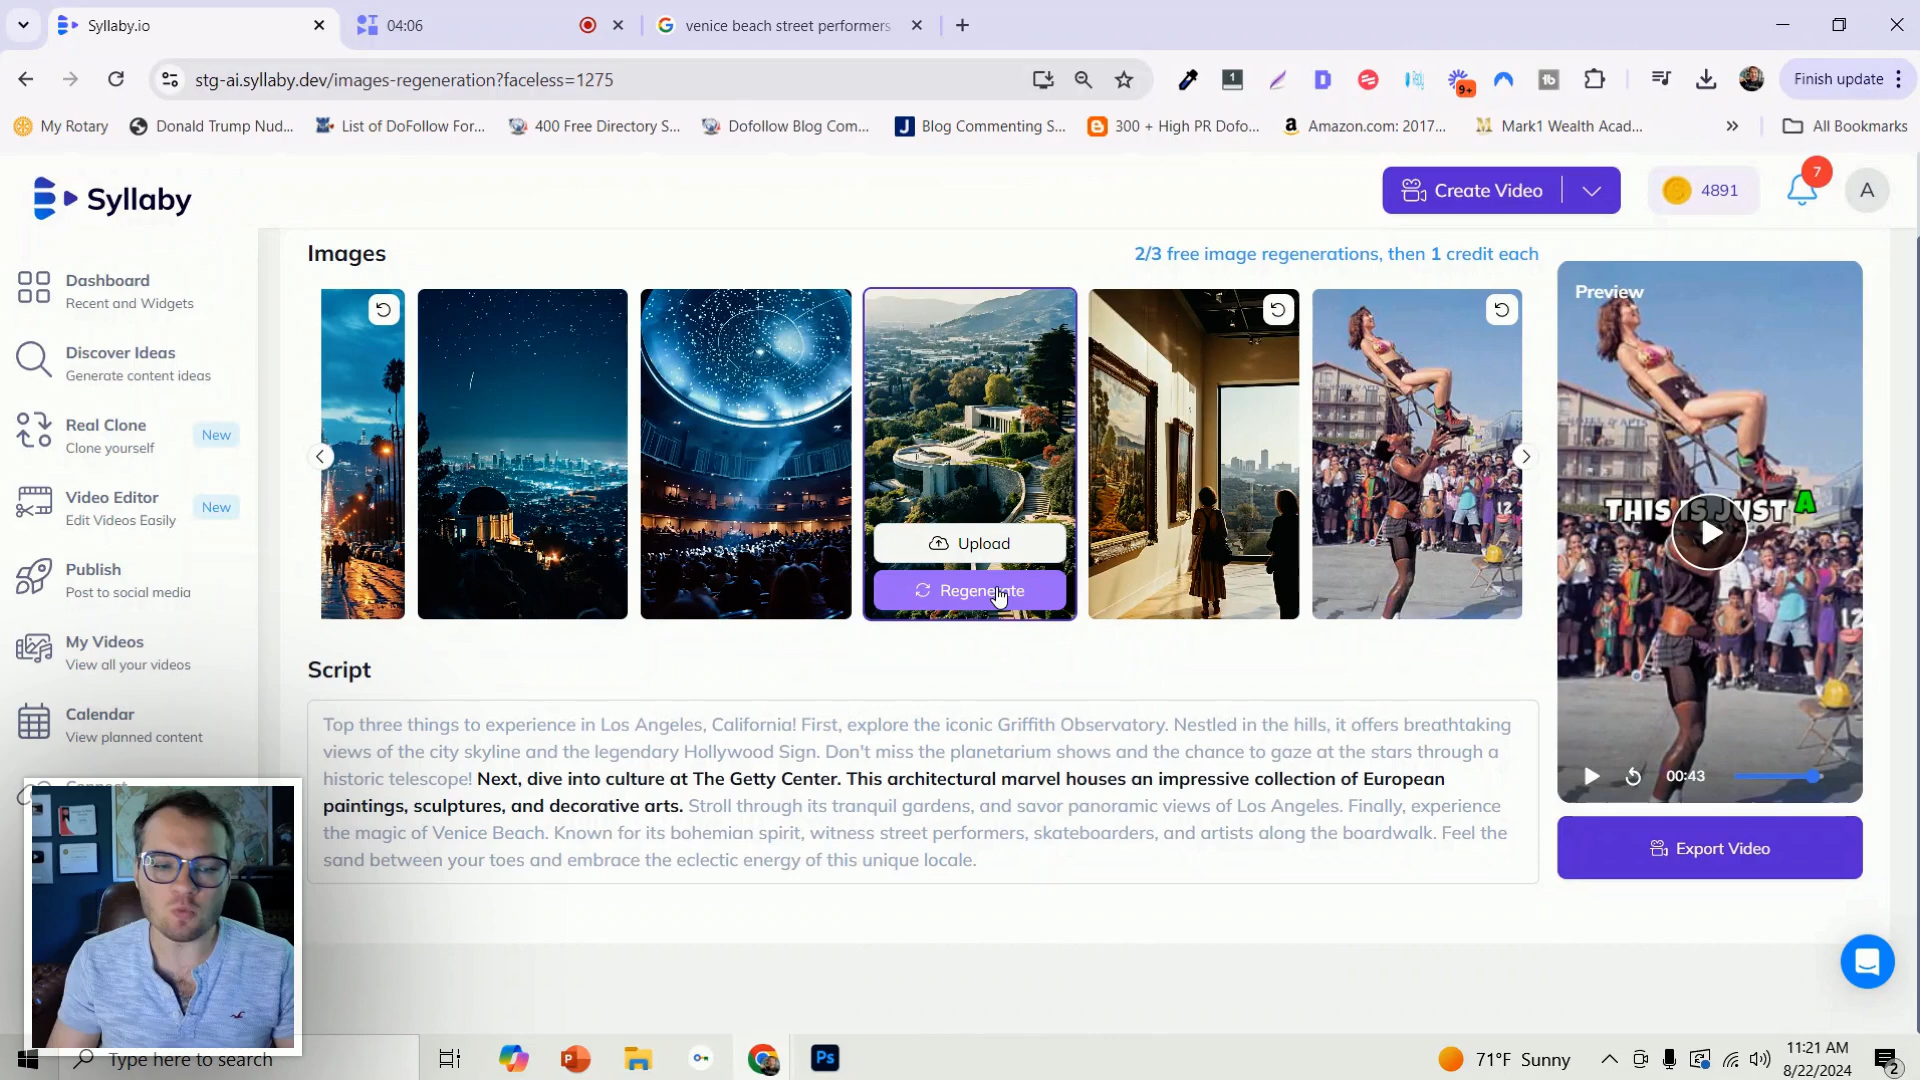 Syllaby.io
04:06
venice beach street performers
stg-ai.syllaby.dev/images-regeneration?faceless=1275
1
9+
Finish update
My Rotary
Donald Trump Nud...
List of DoFollow For...
400 Free Directory S...
Dofollow Blog Com...
Blog Commenting S...
300 + High PR Dofo...
Amazon.com: 2017...
Mark1 Wealth Acad...
All Bookmarks
Syllaby
Create Video
4891
7
A
Dashboard
Recent and Widgets
Discover Ideas
Generate content ideas
Real Clone
Clone yourself
New
Video Editor
Edit Videos Easily
New
Publish
Post to social media
My Videos
View all your videos
Calendar
View planned content
Images
2/3 free image regenerations, then 1 credit each
Upload
Regenerate
Preview
THIS IS JUST A
00:43
Export Video
Script
Top three things to experience in Los Angeles, California! First, explore the iconic Griffith Observatory. Nestled in the hills, it offers breathtaking
views of the city skyline and the legendary Hollywood Sign. Don't miss the planetarium shows and the chance to gaze at the stars through a
historic telescope! Next, dive into culture at The Getty Center. This architectural marvel houses an impressive collection of European
paintings, sculptures, and decorative arts. Stroll through its tranquil gardens, and savor panoramic views of Los Angeles. Finally, experience
the magic of Venice Beach. Known for its bohemian spirit, witness street performers, skateboarders, and artists along the boardwalk. Feel the
sand between your toes and embrace the eclectic energy of this unique locale.
Type here to search
Ps
71°F Sunny
11:21 AM
8/22/2024
2